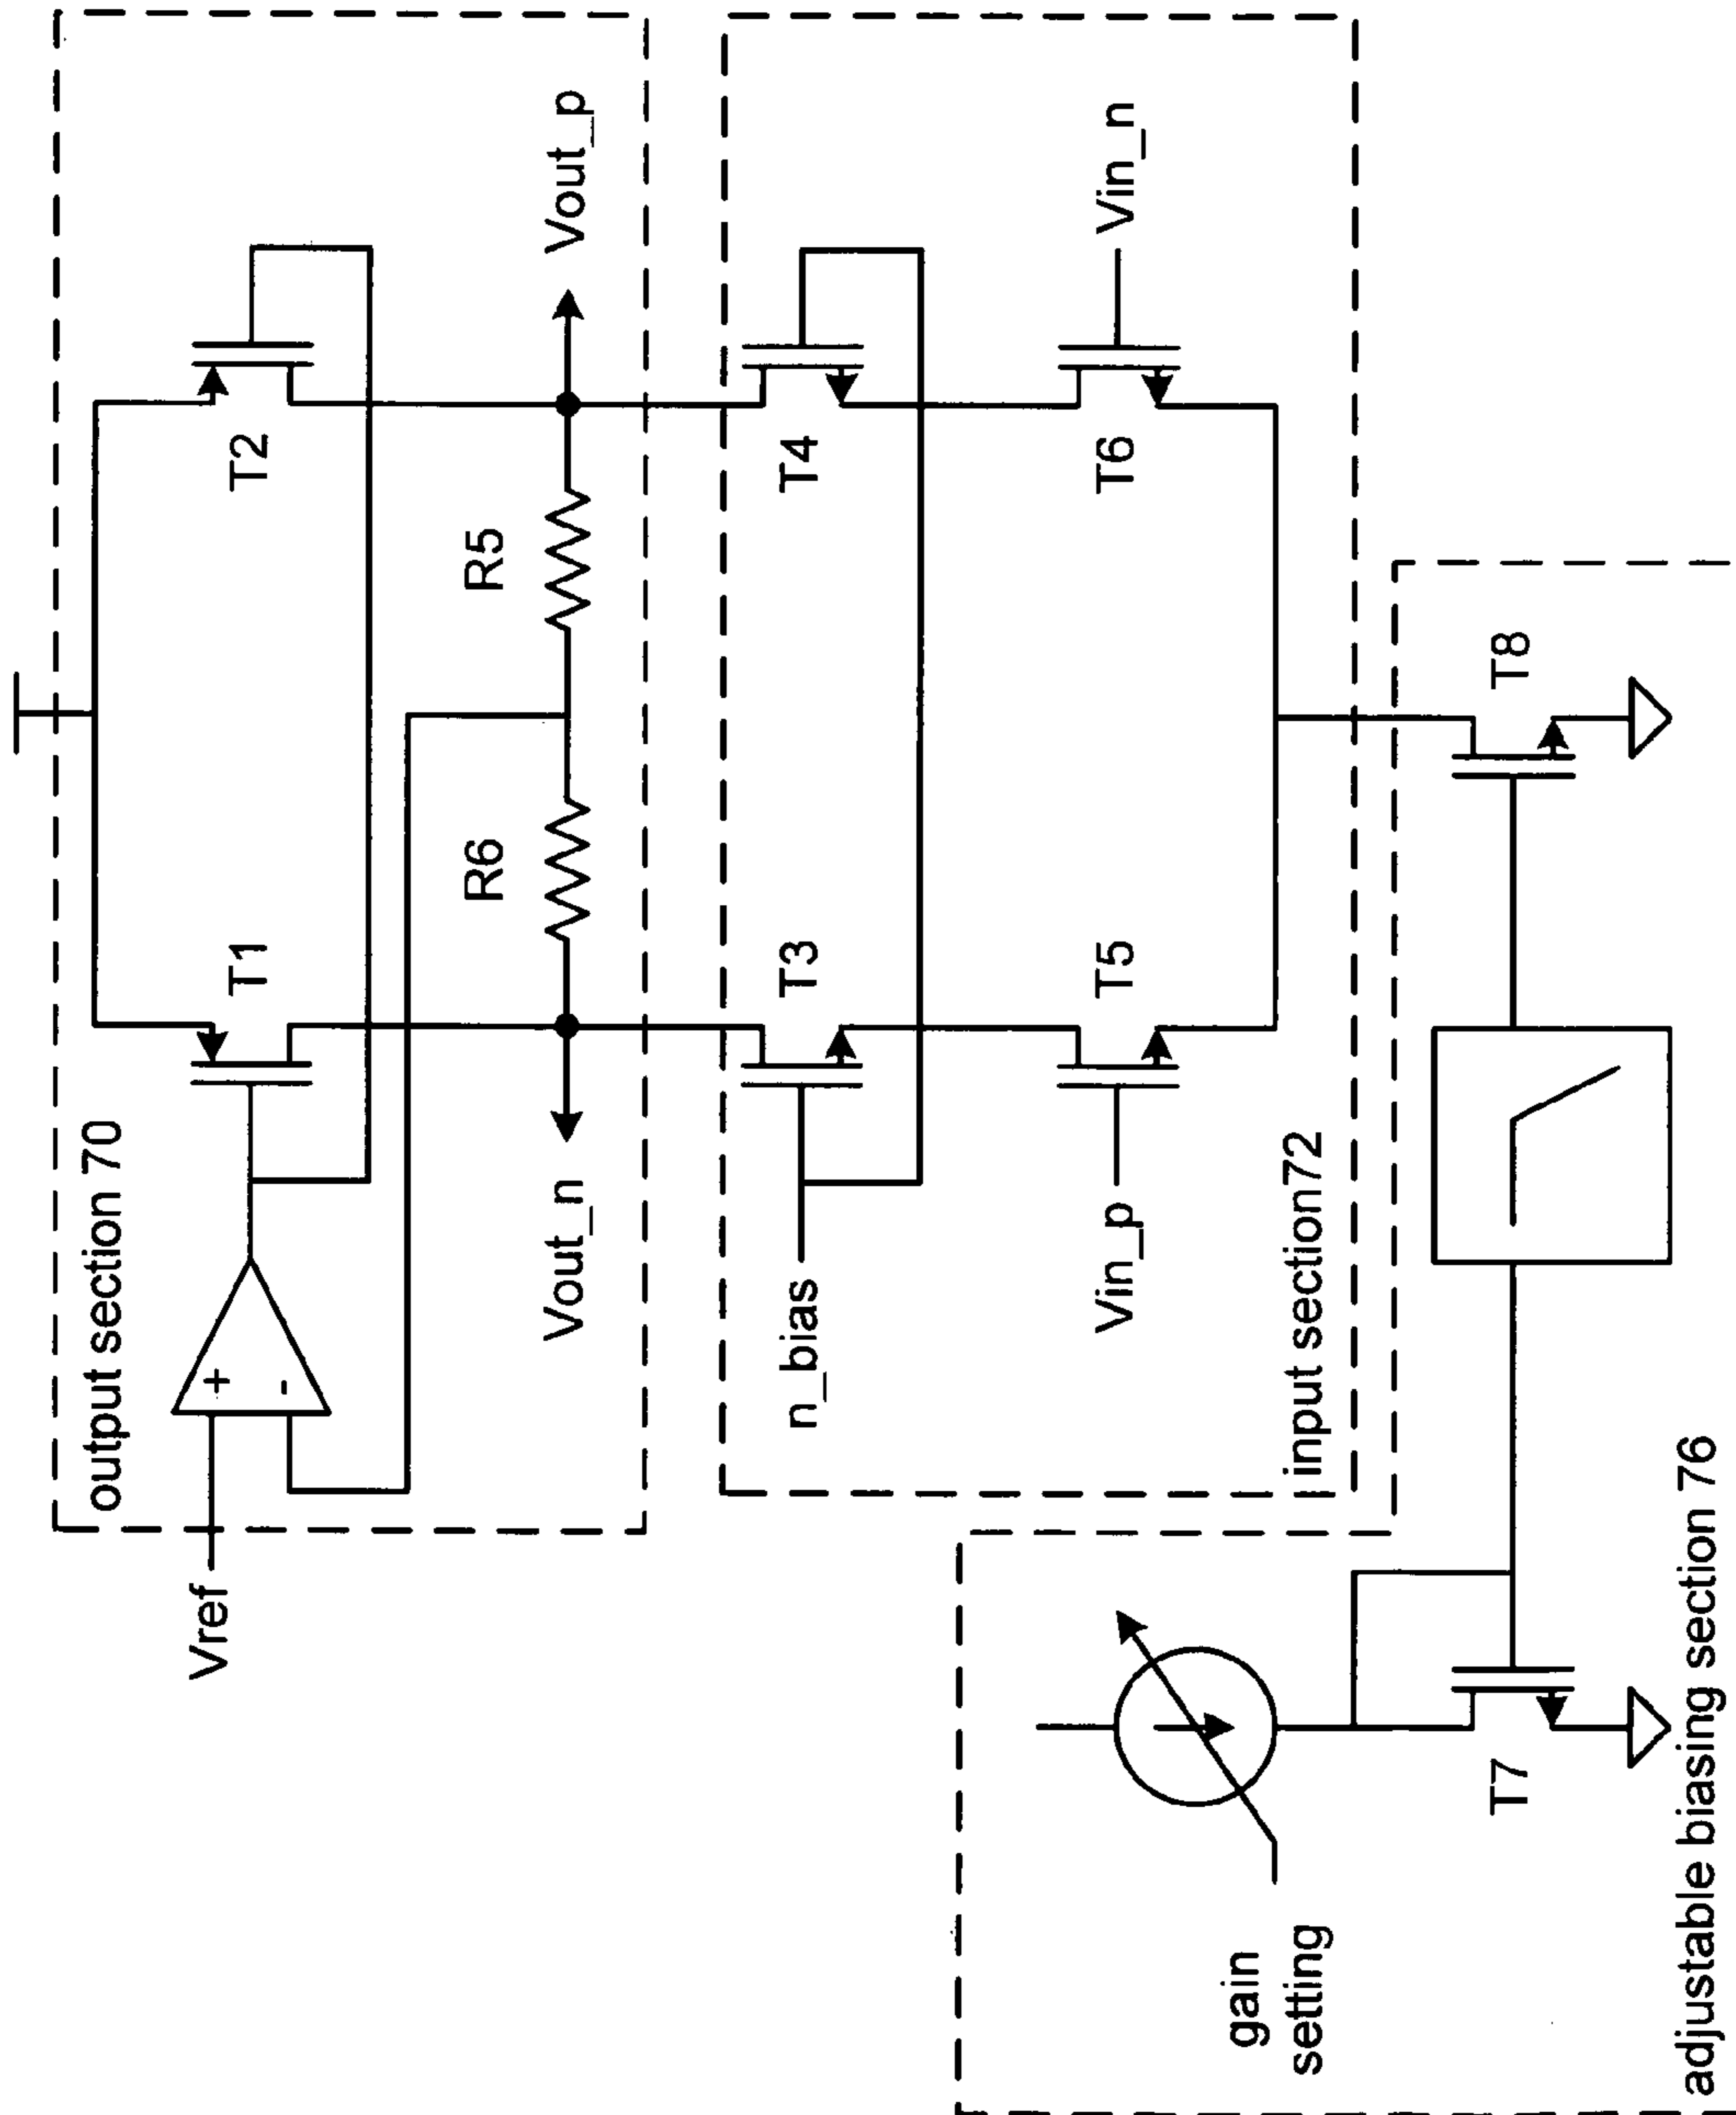 output section 70
Vref
+
-
T1
T2
R6
R5
Vout_n
Vout_p
n_bias
T3
T4
Vin_p
T5
T6
Vin_n
input section72
gain
setting
T7
T8
adjustable biasing section 76